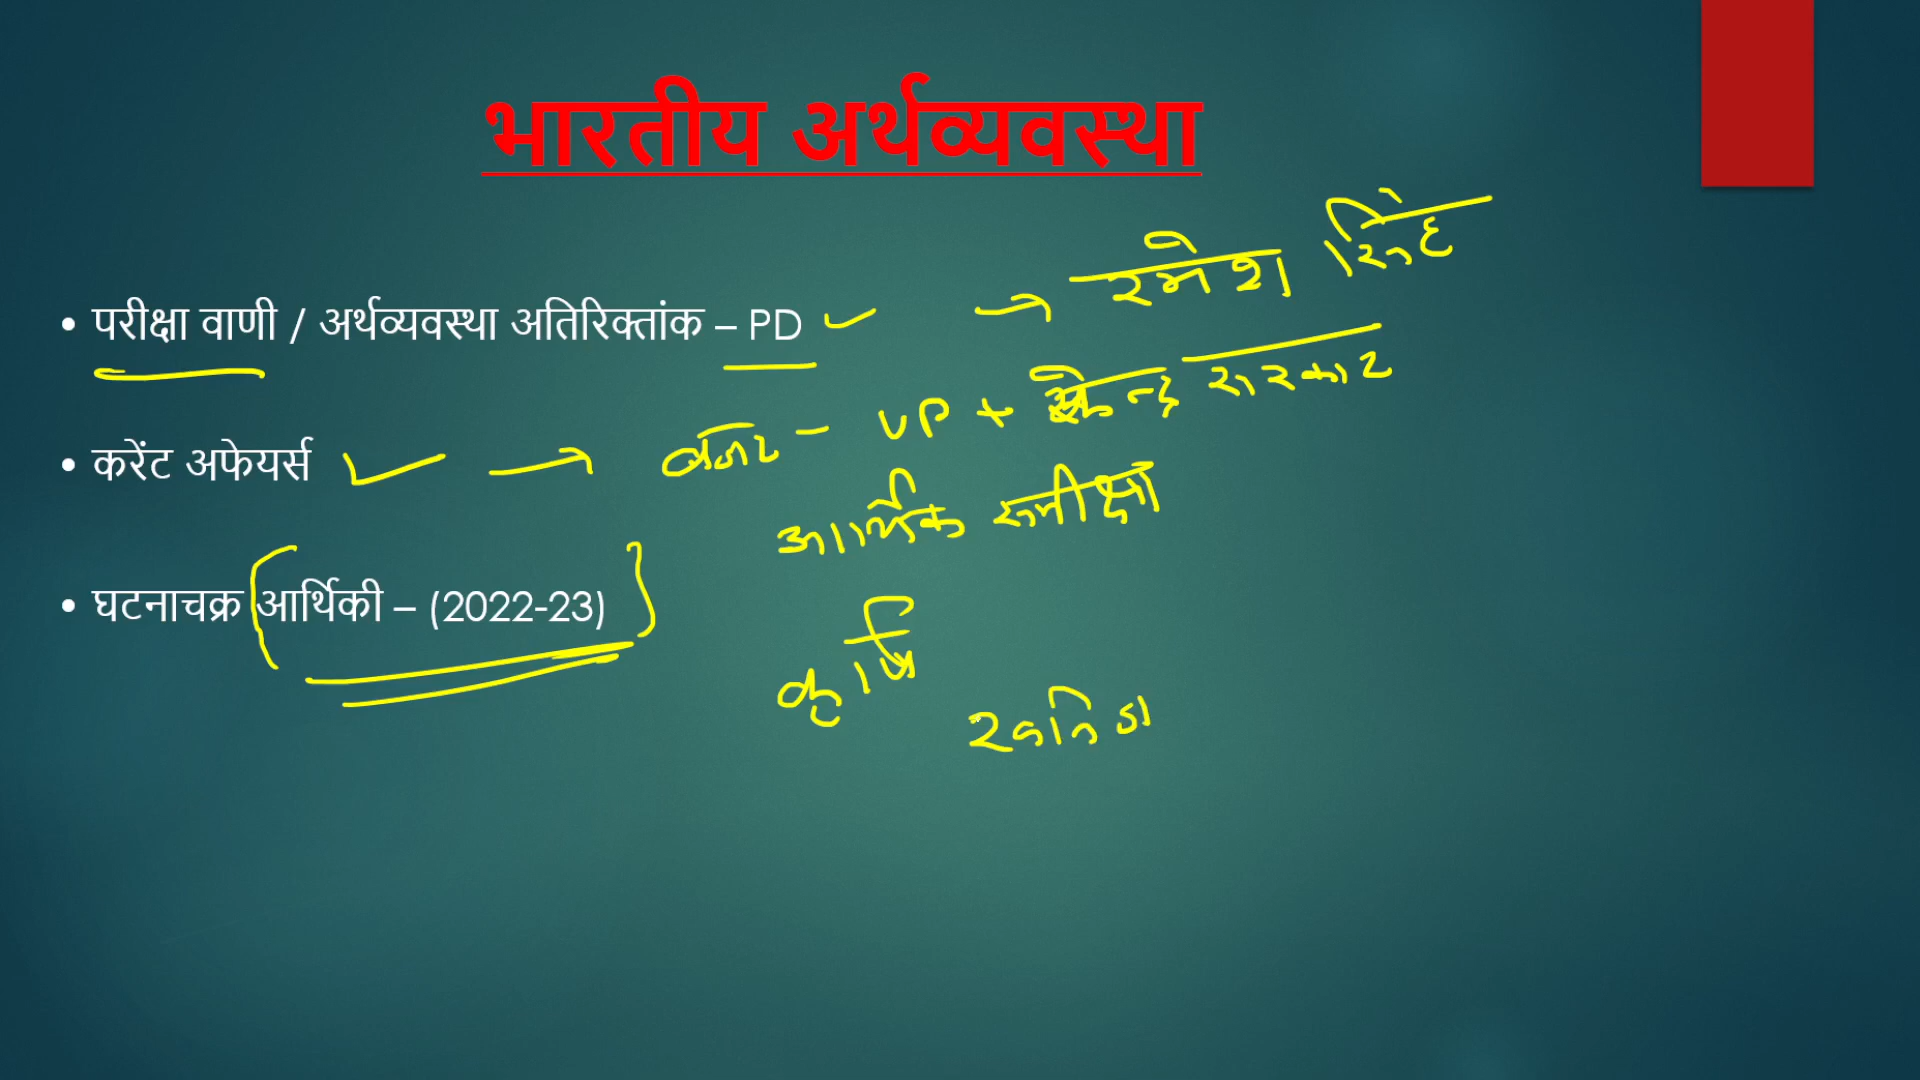 भारतीय अर्थव्यवस्था
• परीक्षा वाणी / अर्थव्यवस्था अतिरिक्तांक – PD → रमेश सिंह
• करेंट अफेयर्स → बजट – UP + केन्द्र सरकार
आर्थिक समीक्षा
• घटनाचक्र आर्थिकी – (2022-23)
कृषि